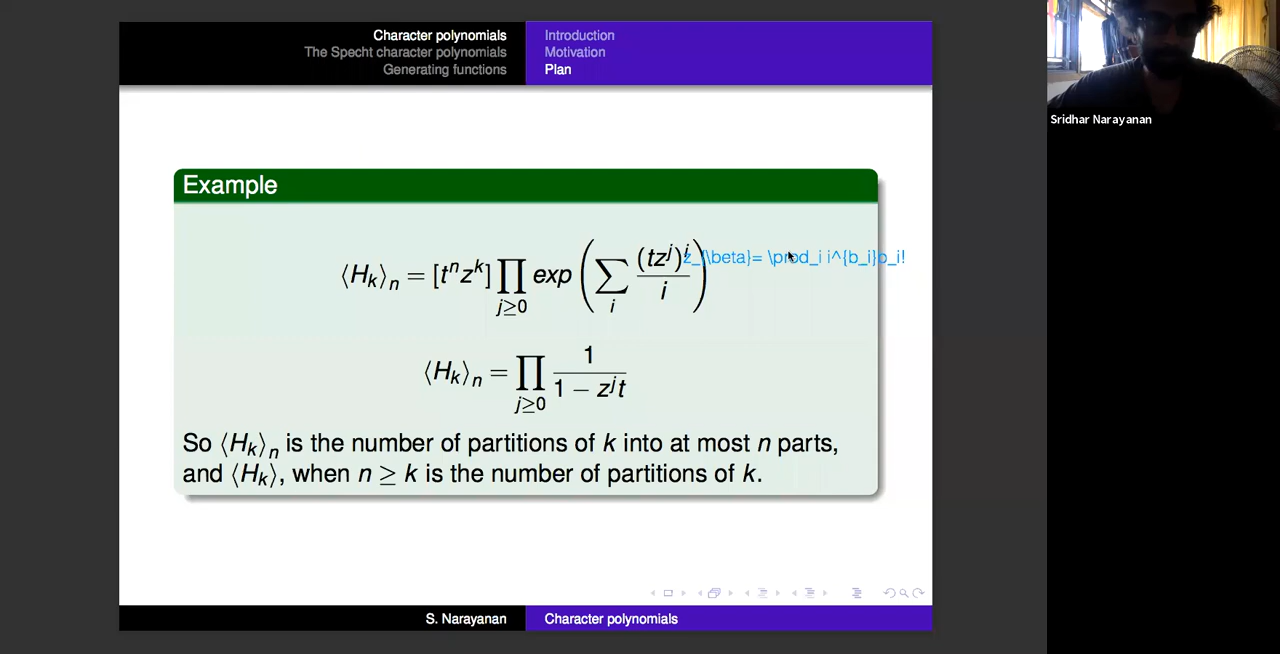 Character polynomials
The Specht character polynomials
Generating functions
Introduction
Motivation
Plan
Sridhar Narayanan
Example
⟨H_k⟩_n = [t^n z^k] ∏_{j≥0} exp ( ∑_i (tz^j)^i / i )
z_{\beta}= \prod_i i^{b_i}b_i!
⟨H_k⟩_n = ∏_{j≥0} 1 / (1 − z^j t)
So ⟨H_k⟩_n is the number of partitions of k into at most n parts,
and ⟨H_k⟩, when n ≥ k is the number of partitions of k.
S. Narayanan
Character polynomials